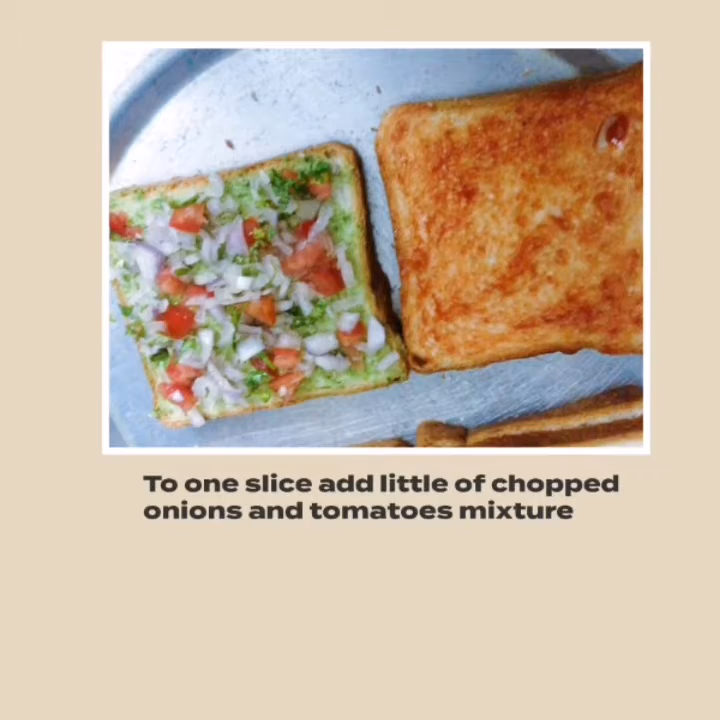 To one slice add little of chopped
onions and tomatoes mixture